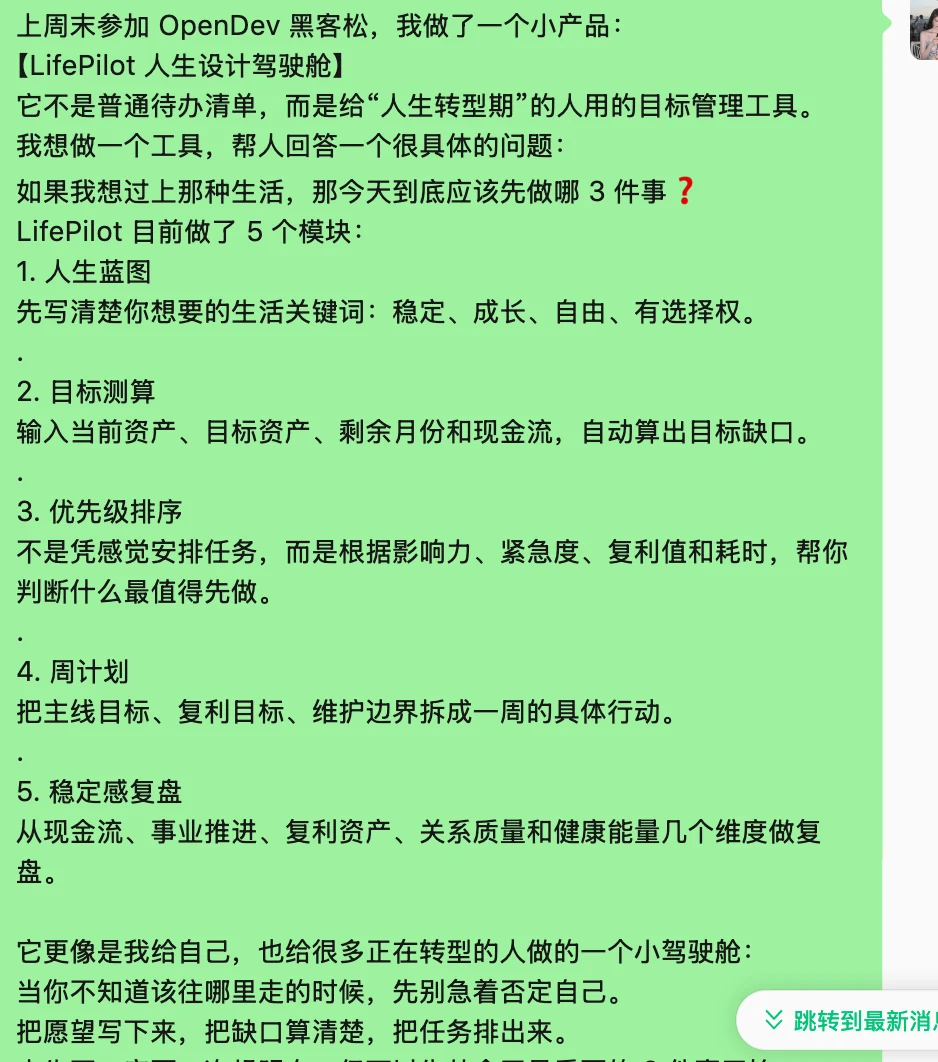 上周末参加 OpenDev 黑客松，我做了一个小产品：
【LifePilot 人生设计驾驶舱】
它不是普通待办清单，而是给“人生转型期”的人用的目标管理工具。
我想做一个工具，帮人回答一个很具体的问题：
如果我想过上那种生活，那今天到底应该先做哪 3 件事❓
LifePilot 目前做了 5 个模块：
1. 人生蓝图
先写清楚你想要的生活关键词：稳定、成长、自由、有选择权。
.
2. 目标测算
输入当前资产、目标资产、剩余月份和现金流，自动算出目标缺口。
.
3. 优先级排序
不是凭感觉安排任务，而是根据影响力、紧急度、复利值和耗时，帮你
判断什么最值得先做。
.
4. 周计划
把主线目标、复利目标、维护边界拆成一周的具体行动。
.
5. 稳定感复盘
从现金流、事业推进、复利资产、关系质量和健康能量几个维度做复
盘。
它更像是我给自己，也给很多正在转型的人做的一个小驾驶舱：
当你不知道该往哪里走的时候，先别急着否定自己。
把愿望写下来，把缺口算清楚，把任务排出来。
跳转到最新消